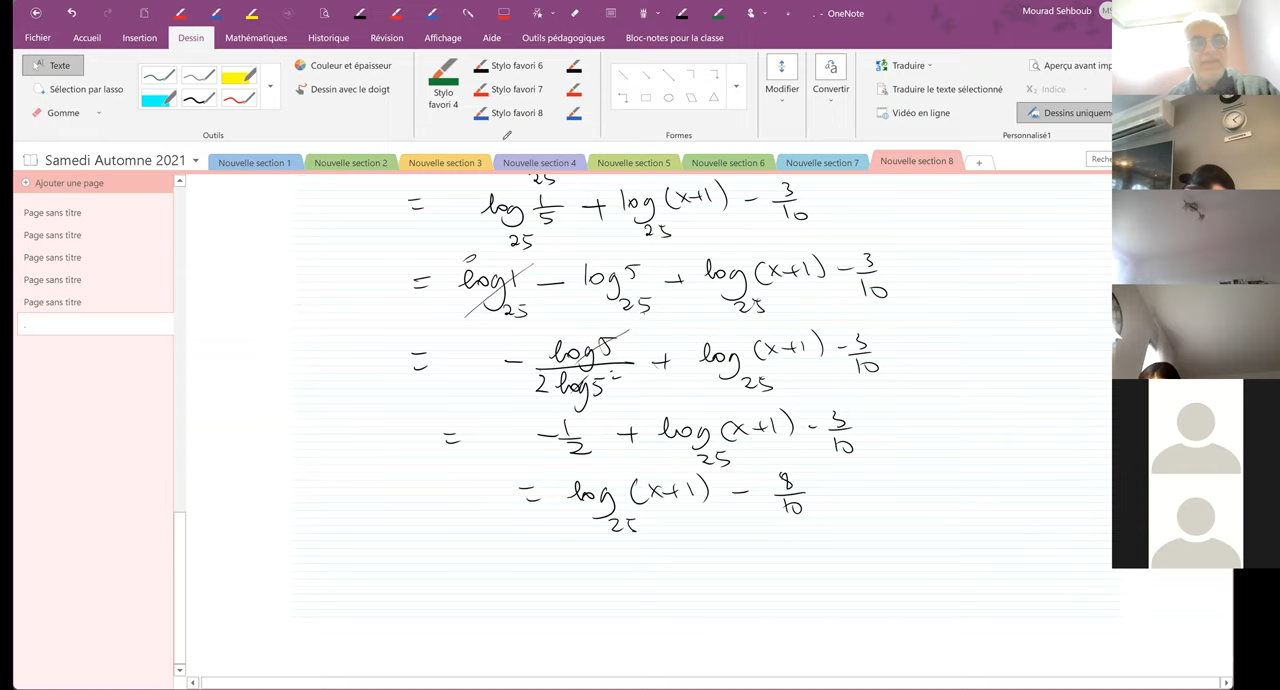 - OneNote
Mourad Sehboub MS
Fichier Accueil Insertion Dessin Mathématiques Historique Révision Affichage Aide Outils pédagogiques Bloc-notes pour la classe
Texte
Sélection par lasso
Gomme
Outils
Couleur et épaisseur
Dessin avec le doigt
Stylo favori 4
Stylo favori 6
Stylo favori 7
Stylo favori 8
Formes
Modifier
Convertir
Traduire
Traduire le texte sélectionné
Vidéo en ligne
Aperçu avant imp
Indice
Dessins uniqueme
Personnalisé1
Samedi Automne 2021
Nouvelle section 1 Nouvelle section 2 Nouvelle section 3 Nouvelle section 4 Nouvelle section 5 Nouvelle section 6 Nouvelle section 7 Nouvelle section 8 +
Reche
Ajouter une page
Page sans titre
Page sans titre
Page sans titre
Page sans titre
Page sans titre
.
25
= log₂₅ 1/5 + log₂₅ (x+1) - 3/10
= log₂₅ 1 - log₂₅ 5 + log₂₅ (x+1) - 3/10
= - log 5 / 2 log 5 + log₂₅ (x+1) - 3/10
= -1/2 + log₂₅ (x+1) - 3/10
= log₂₅ (x+1) - 8/10